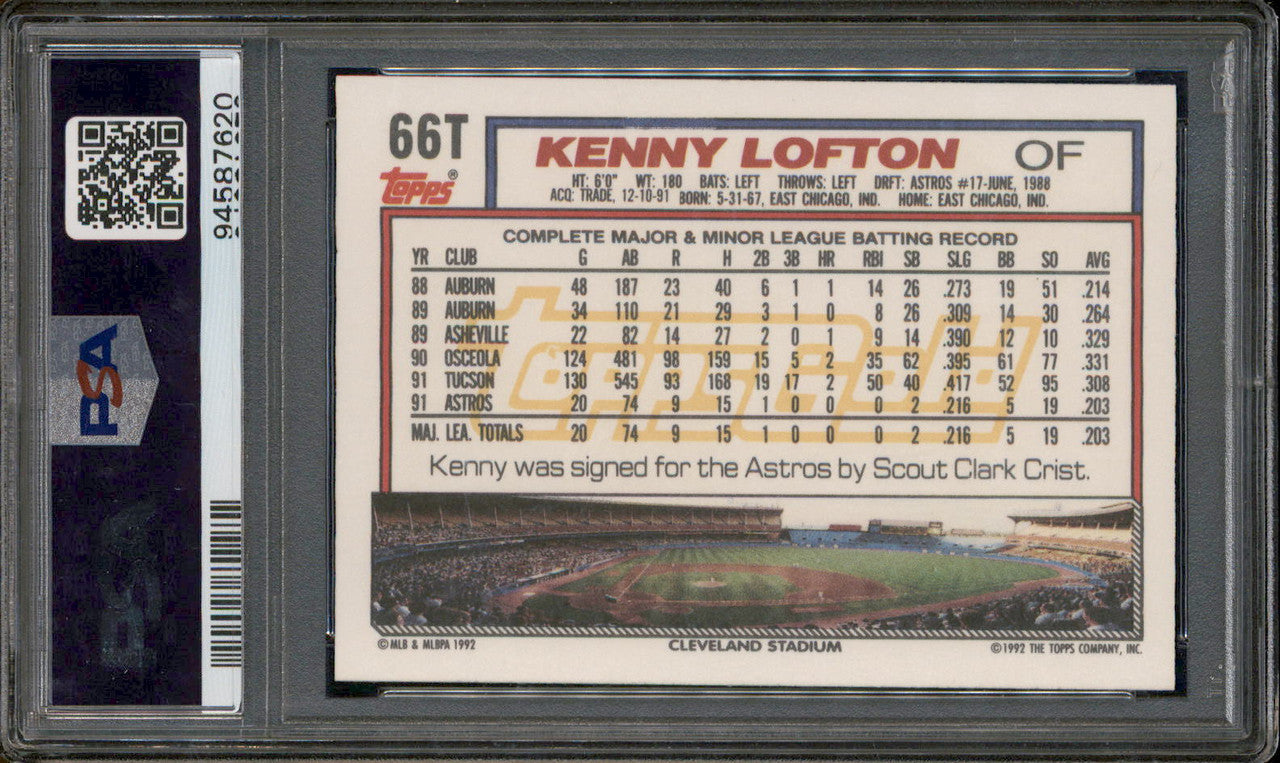 94587620
PSA
66T
KENNY LOFTON OF
topps®
HT: 6'0" WT: 180 BATS: LEFT THROWS: LEFT DRFT: ASTROS #17-JUNE, 1988
ACQ: TRADE, 12-10-91 BORN: 5-31-67, EAST CHICAGO, IND. HOME: EAST CHICAGO, IND.
COMPLETE MAJOR & MINOR LEAGUE BATTING RECORD
YR CLUB G AB R H 2B 3B HR RBI SB SLG BB SO AVG
88 AUBURN 48 187 23 40 6 1 1 14 26 .273 19 51 .214
89 AUBURN 34 110 21 29 3 1 0 8 26 .309 14 30 .264
89 ASHEVILLE 22 82 14 27 2 0 1 9 14 .390 12 10 .329
90 OSCEOLA 124 481 98 159 15 5 2 35 62 .395 61 77 .331
91 TUCSON 130 545 93 168 19 17 2 50 40 .417 52 95 .308
91 ASTROS 20 74 9 15 1 0 0 0 2 .216 5 19 .203
MAJ. LEA. TOTALS 20 74 9 15 1 0 0 0 2 .216 5 19 .203
ToppsGold
Kenny was signed for the Astros by Scout Clark Crist.
© MLB & MLBPA 1992 CLEVELAND STADIUM © 1992 THE TOPPS COMPANY, INC.